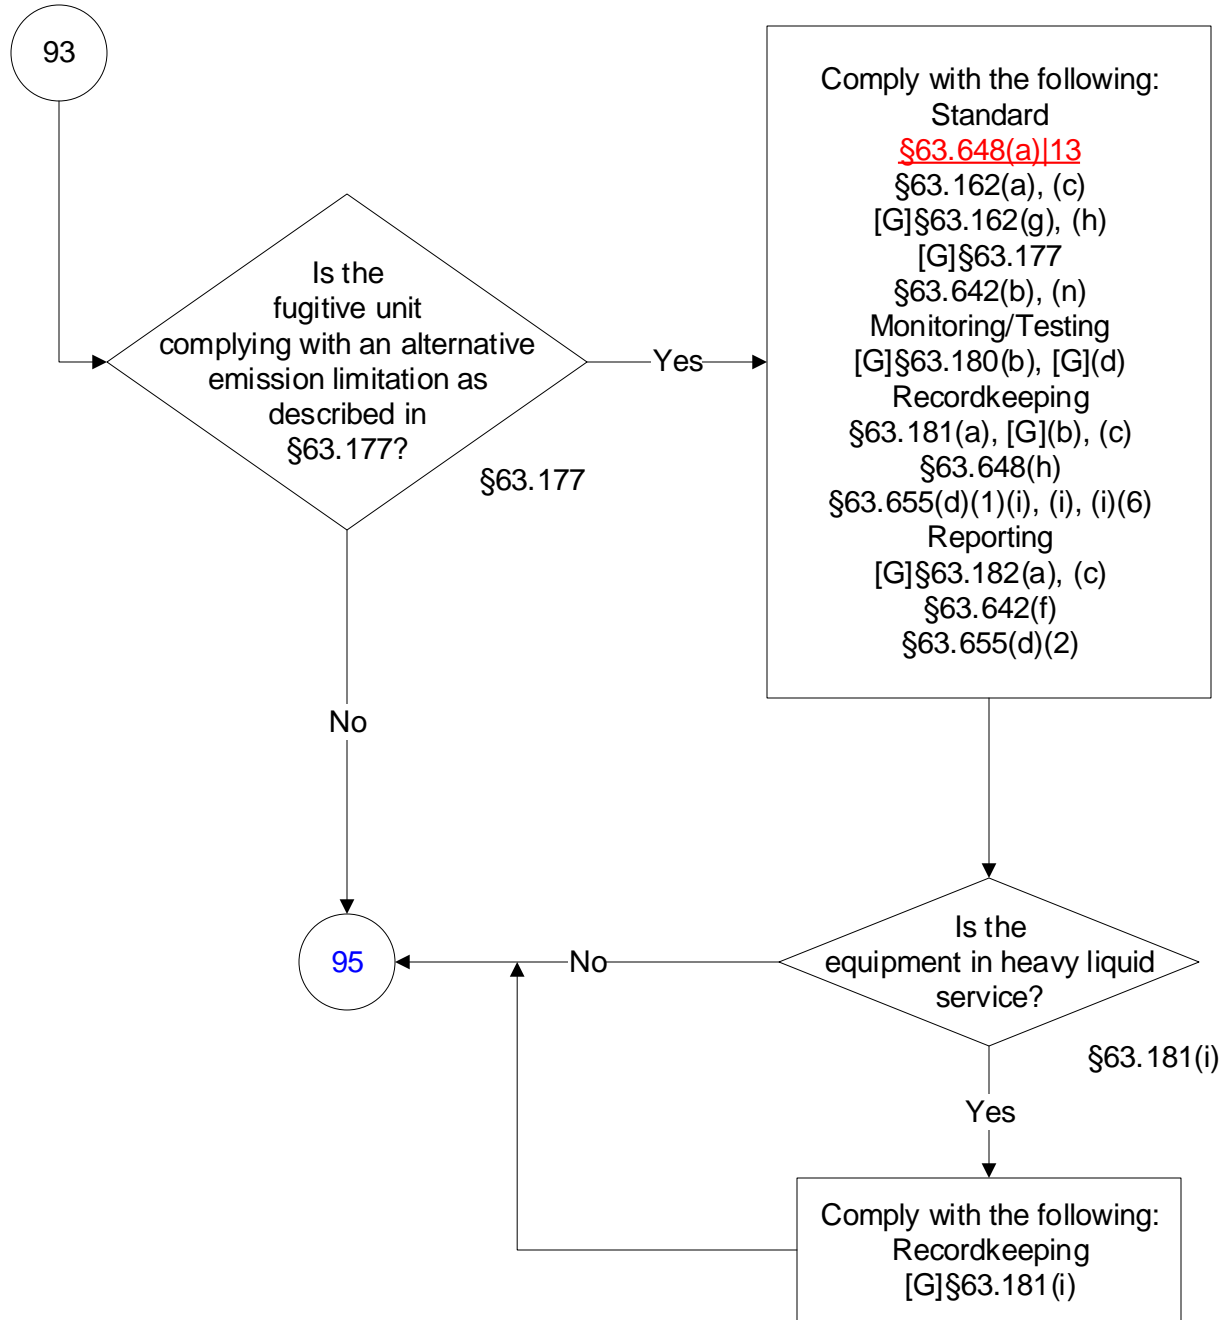 93
Is the
fugitive unit
complying with an alternative
emission limitation as
described in
§63.177?
§63.177
Yes
No
Comply with the following:
Standard
§63.648(a)|13
§63.162(a), (c)
[G]§63.162(g), (h)
[G]§63.177
§63.642(b), (n)
Monitoring/Testing
[G]§63.180(b), [G](d)
Recordkeeping
§63.181(a), [G](b), (c)
§63.648(h)
§63.655(d)(1)(i), (i), (i)(6)
Reporting
[G]§63.182(a), (c)
§63.642(f)
§63.655(d)(2)
Is the
equipment in heavy liquid
service?
§63.181(i)
No
95
Yes
Comply with the following:
Recordkeeping
[G]§63.181(i)